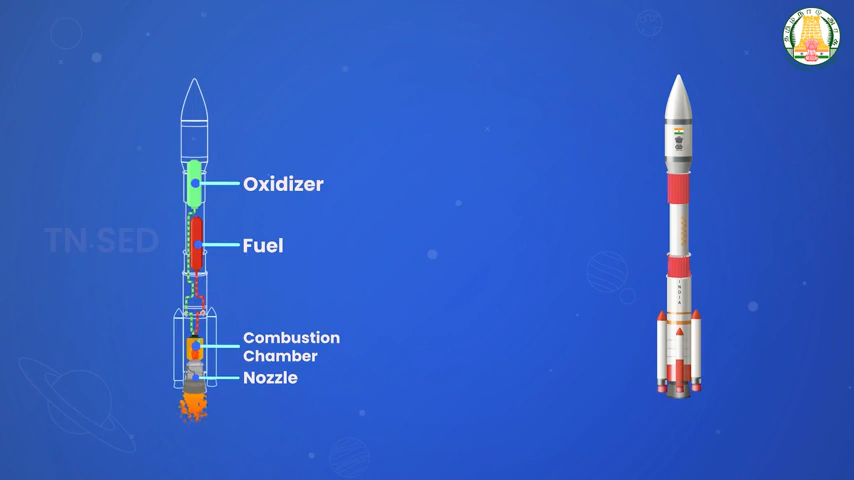 Oxidizer
TN-SED
Fuel
Combustion
Chamber
Nozzle
INDIA